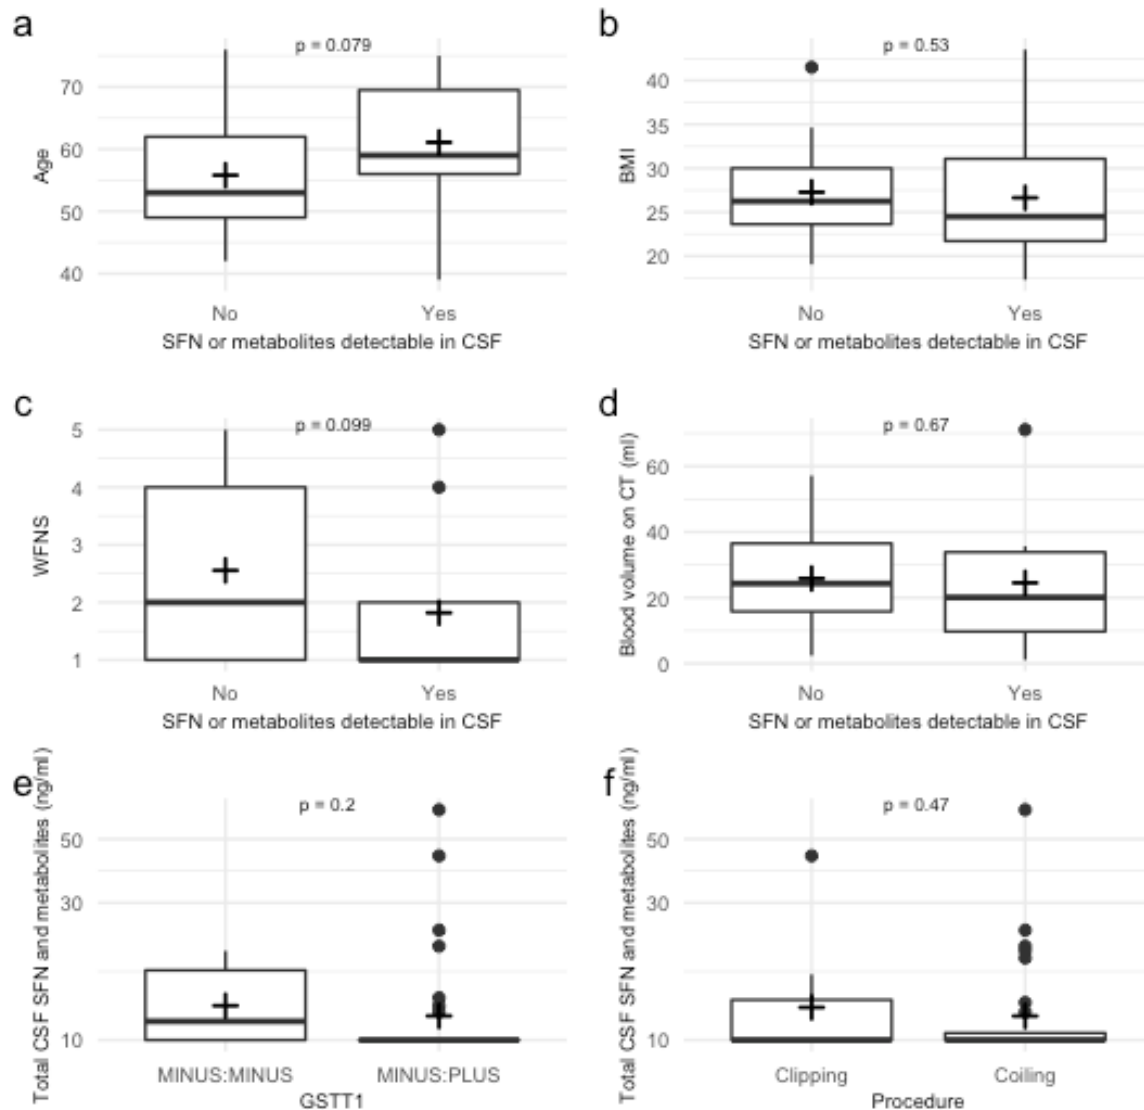 a
p = 0.079
70
60
50
40
Age
No
Yes
SFN or metabolites detectable in CSF
b
p = 0.53
40
35
30
25
20
BMI
No
Yes
SFN or metabolites detectable in CSF
c
p = 0.099
5
4
3
2
1
WFNS
No
Yes
SFN or metabolites detectable in CSF
d
p = 0.67
60
40
20
0
Blood volume on CT (ml)
No
Yes
SFN or metabolites detectable in CSF
e
p = 0.2
50
30
10
Total CSF SFN and metabolites (ng/ml)
MINUS:MINUS
MINUS:PLUS
GSTT1
f
p = 0.47
50
30
10
Total CSF SFN and metabolites (ng/ml)
Clipping
Coiling
Procedure